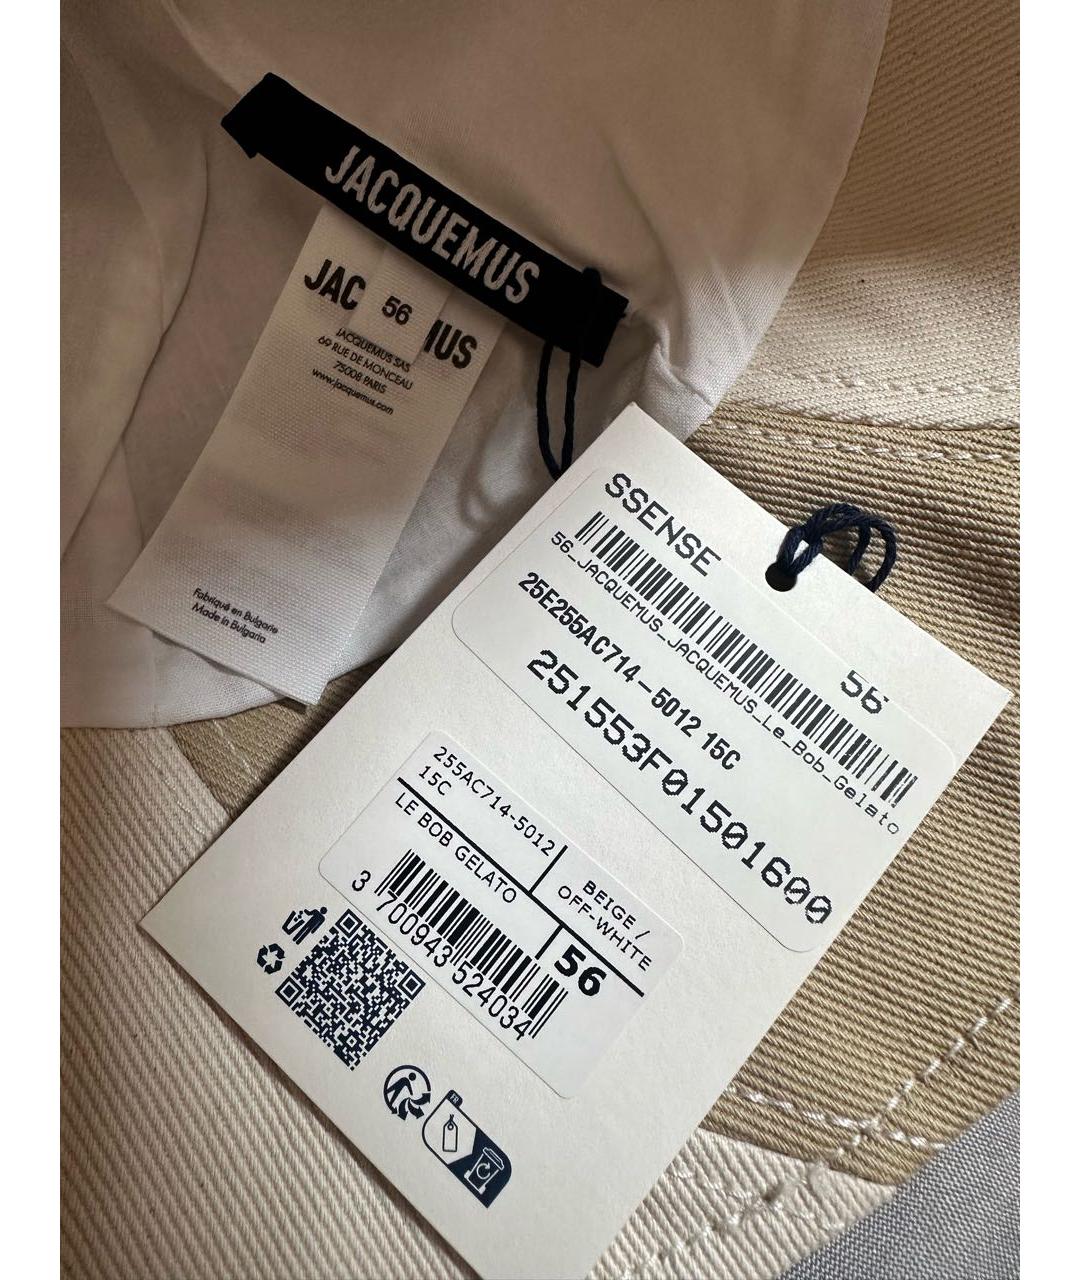 JACQUEMUS
JAC
56
MUS
JACQUEMUS SAS
69 RUE DE MONCEAU
75008 PARIS
www.jacquemus.com
Fabriqué en Bulgarie
Made in Bulgaria
SSENSE
56
56_JACQUEMUS_JACQUEMUS_Le_Bob_Gelato
25E255AC714-5012 15C
251553F01501600
255AC714-5012
15C
BEIGE /
OFF-WHITE
LE BOB GELATO
56
3 700943 524034
FR